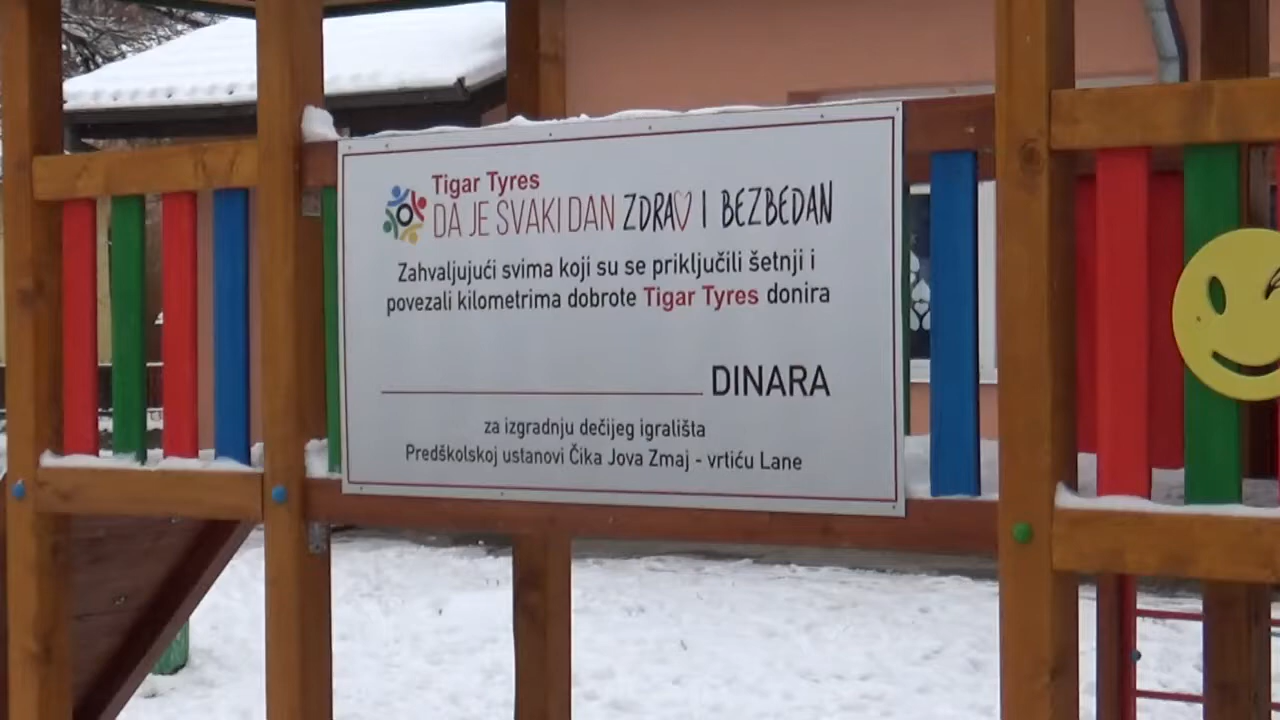 Tigar Tyres
DA JE SVAKI DAN ZDRAV I BEZBEDAN
Zahvaljujući svima koji su se priključili šetnji i
povezali kilometrima dobrote Tigar Tyres donira
DINARA
za izgradnju dečijeg igrališta
Predškolskoj ustanovi Čika Jova Zmaj - vrtiću Lane